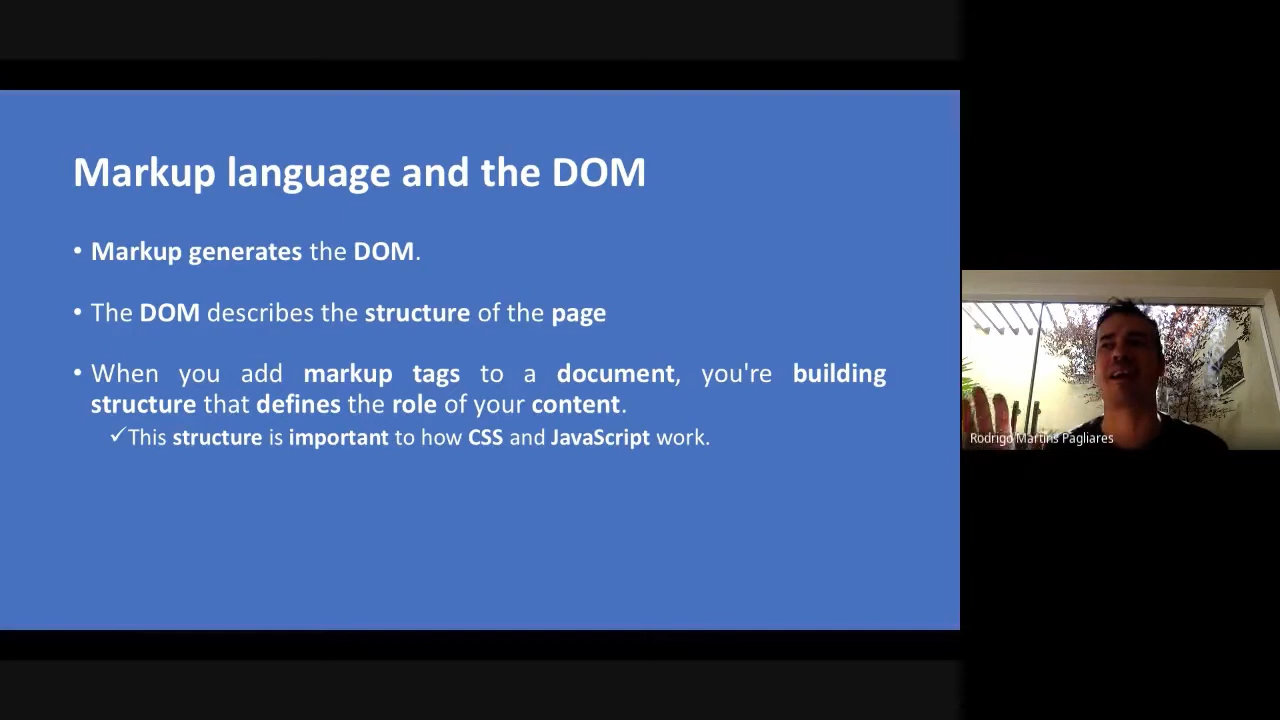 Markup language and the DOM
• Markup generates the DOM.
• The DOM describes the structure of the page
• When you add markup tags to a document, you're building
structure that defines the role of your content.
✓This structure is important to how CSS and JavaScript work.
Rodrigo Martins Pagliares